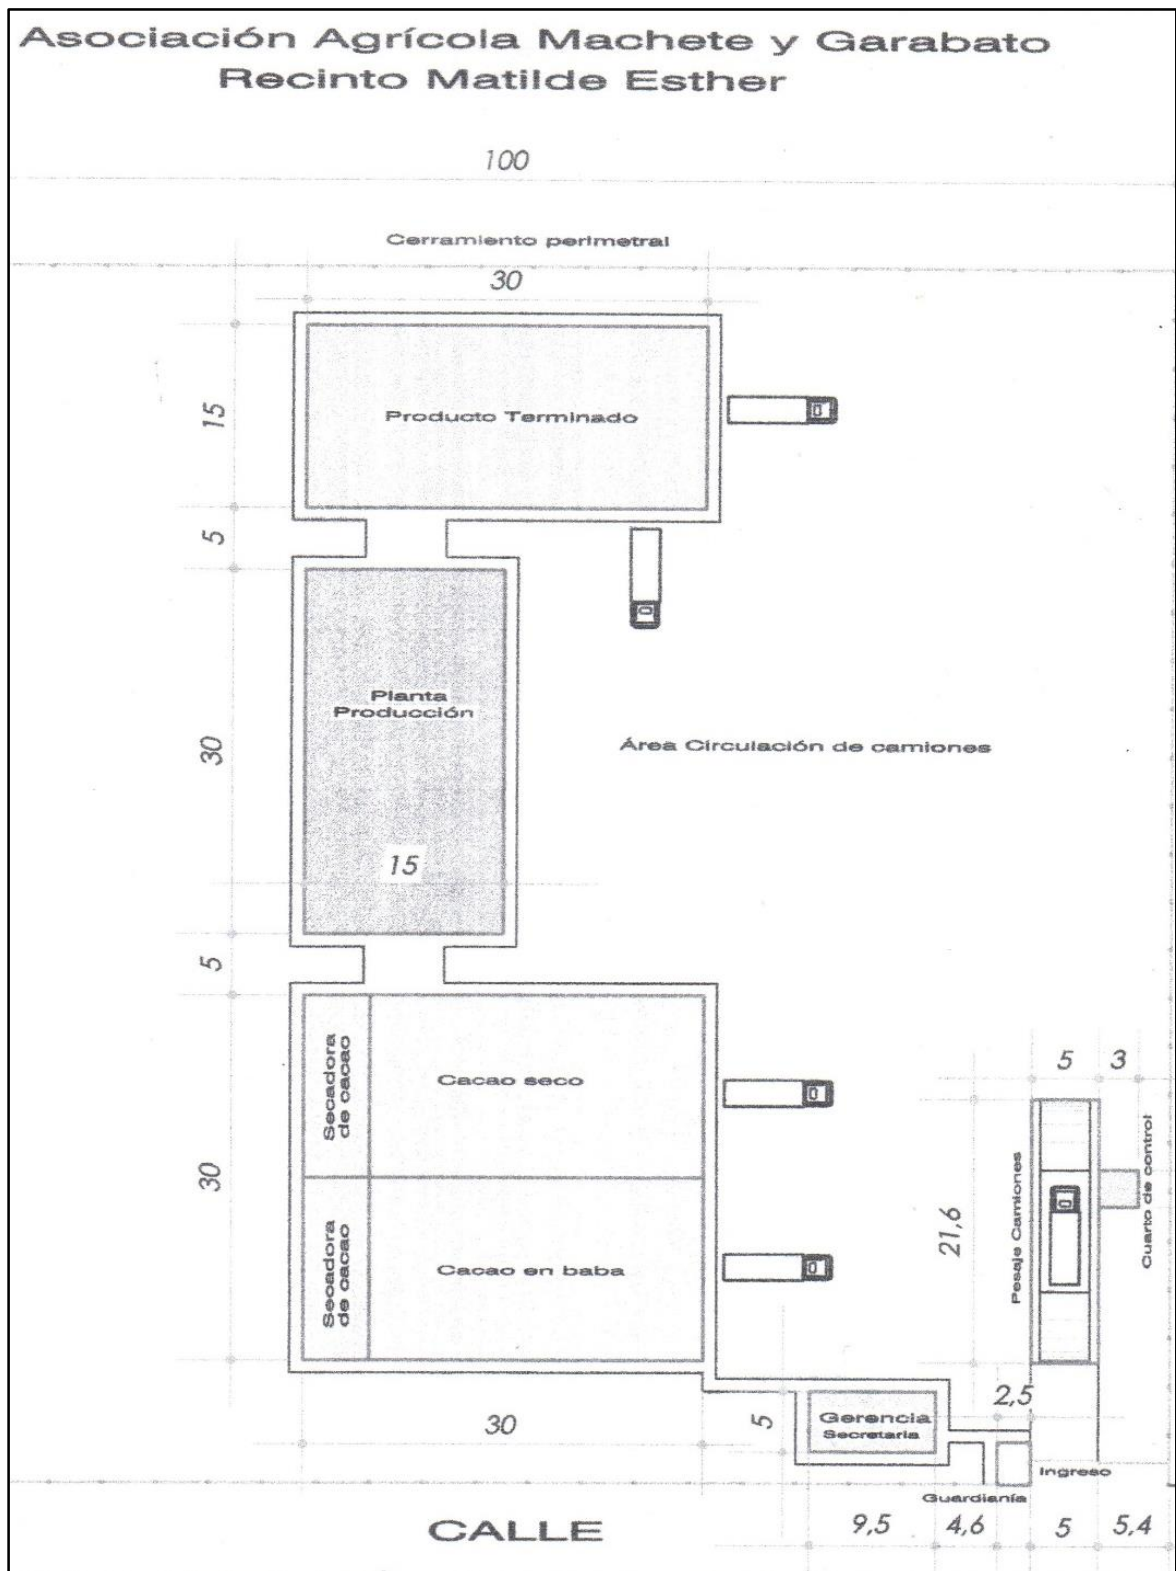 Asociación Agrícola Machete y Garabato
Recinto Matilde Esther
100
Cerramiento perimetral
30
15
Producto Terminado
5
Planta
Producción
30
Área Circulación de camiones
15
5
Secadora
de cacao
Cacao seco
5
3
30
Secadora
de cacao
Cacao en baba
21,6
Pesaje Camiones
Cuarto de control
30
5
Gerencia
Secretaria
2,5
Ingreso
Guardianía
CALLE
9,5
4,6
5
5,4